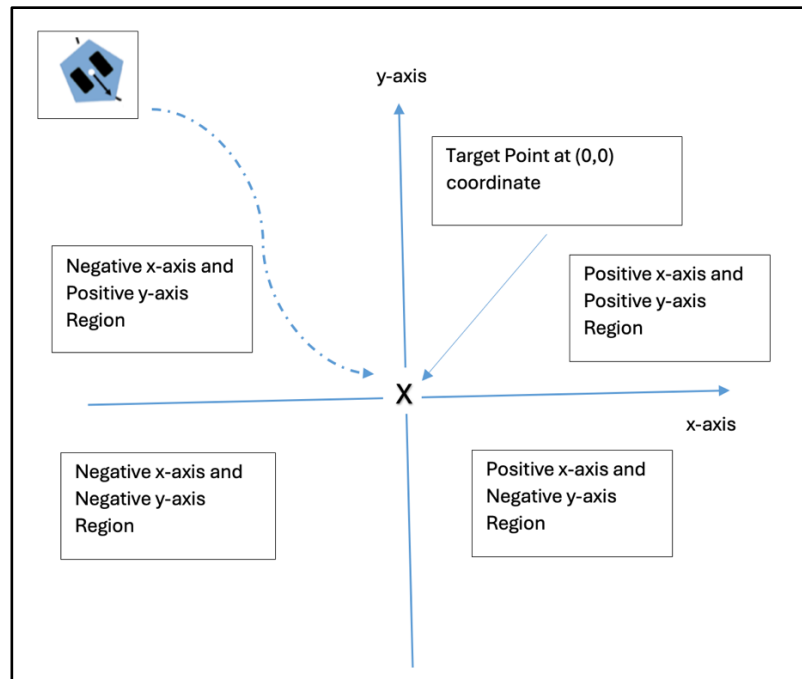 y-axis
Target Point at (0,0)
coordinate
Negative x-axis and
Positive y-axis
Region
Positive x-axis and
Positive y-axis
Region
X
x-axis
Negative x-axis and
Negative y-axis
Region
Positive x-axis and
Negative y-axis
Region